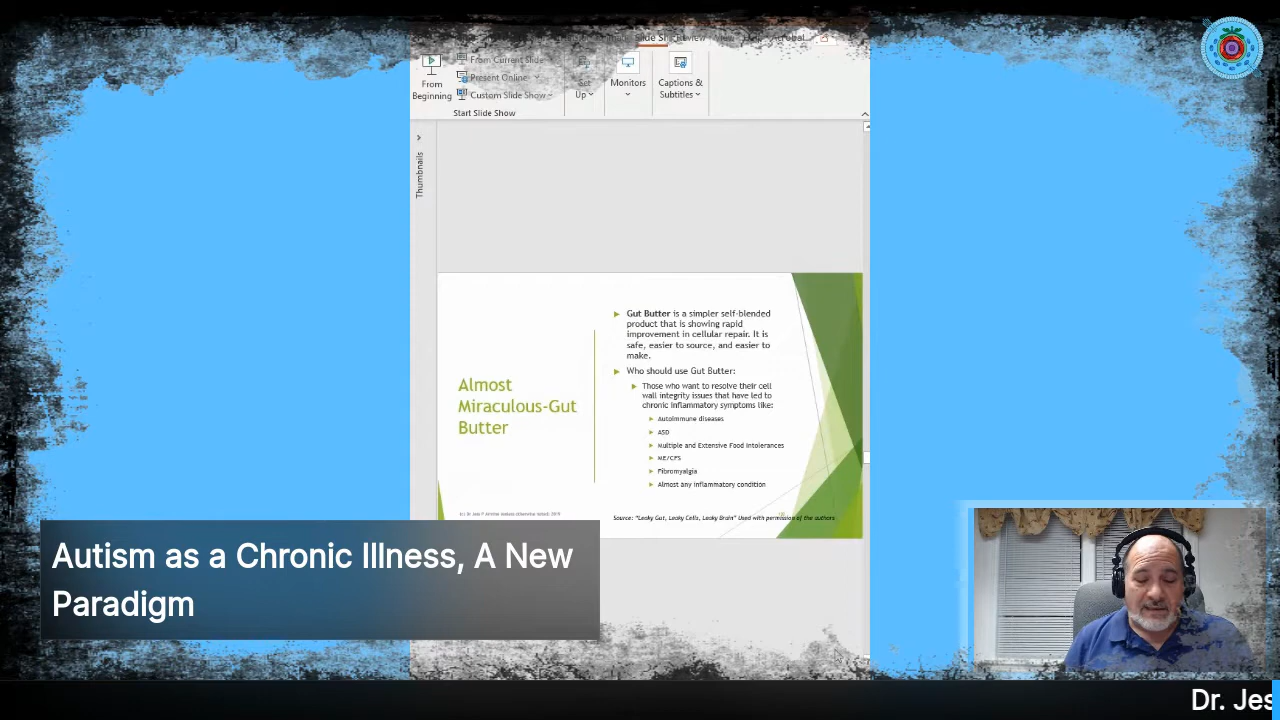 Slide Sh
Review
From Current Slide
Present Online
Custom Slide Show
From
Beginning
Start Slide Show
Set
Up
Monitors
Captions &
Subtitles
Thumbnails
Almost
Miraculous-Gut
Butter
Gut Butter is a simpler self-blended
product that is showing rapid
improvement in cellular repair. It is
safe, easier to source, and easier to
make.
Who should use Gut Butter:
Those who want to resolve their cell
wall integrity issues that have led to
chronic inflammatory symptoms like:
Autoimmune diseases
ASD
Multiple and Extensive Food Intolerances
ME/CFS
Fibromyalgia
Almost any inflammatory condition
Source: "Leaky Gut, Leaky Cells, Leaky Brain" Used with permission of the authors
Autism as a Chronic Illness, A New
Paradigm
Dr. Jes